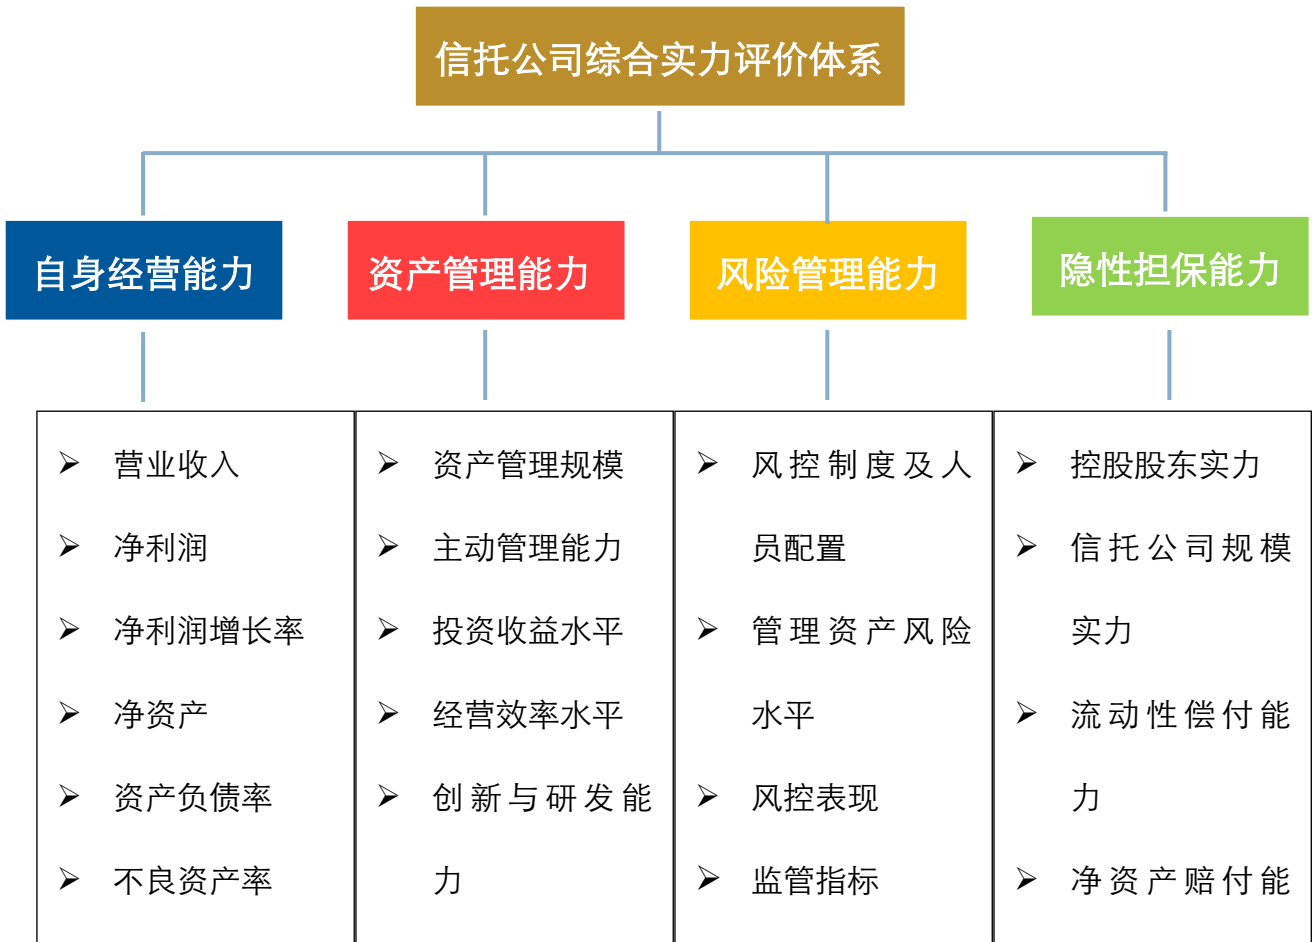 信托公司综合实力评价体系
自身经营能力
资产管理能力
风险管理能力
隐性担保能力
➢ 营业收入
➢ 净利润
➢ 净利润增长率
➢ 净资产
➢ 资产负债率
➢ 不良资产率
➢ 资产管理规模
➢ 主动管理能力
➢ 投资收益水平
➢ 经营效率水平
➢ 创新与研发能
力
➢ 风控制度及人
员配置
➢ 管理资产风险
水平
➢ 风控表现
➢ 监管指标
➢ 控股股东实力
➢ 信托公司规模
实力
➢ 流动性偿付能
力
➢ 净资产赔付能